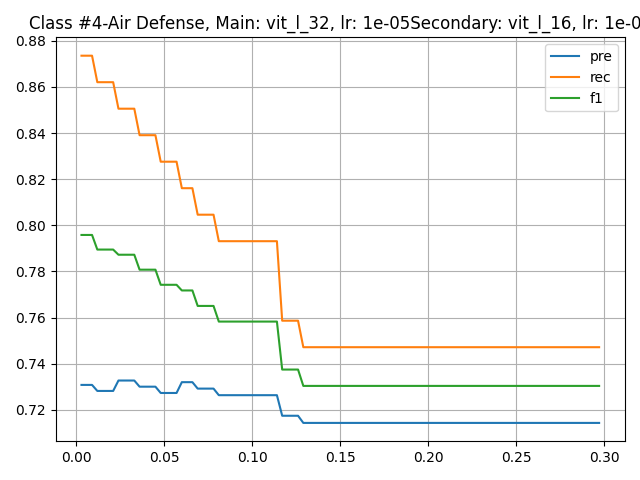 Class #4-Air Defense, Main: vit_l_32, lr: 1e-05Secondary: vit_l_16, lr: 1e-0
0.88
0.86
0.84
0.82
0.80
0.78
0.76
0.74
0.72
pre
rec
f1
0.00 0.05 0.10 0.15 0.20 0.25 0.30